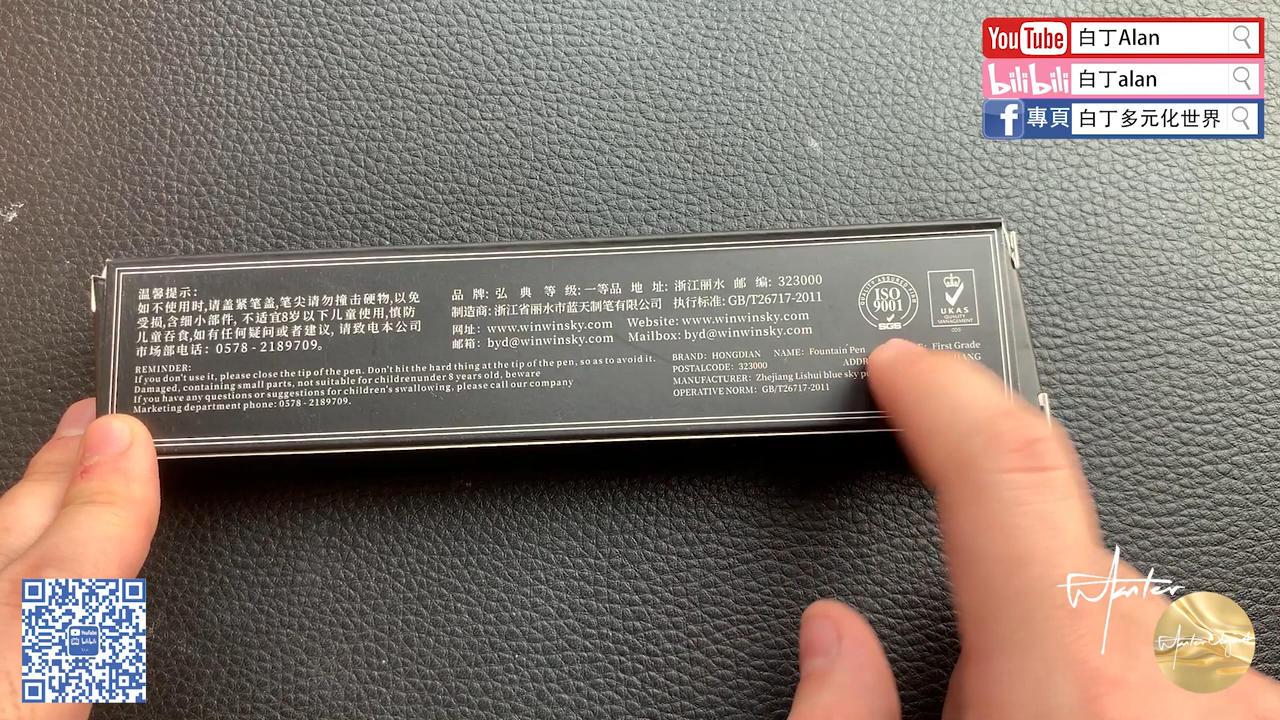 YouTube 白丁Alan
bilibili 白丁alan
f 專頁 白丁多元化世界
温馨提示:
如不使用时,请盖紧笔盖,笔尖请勿撞击硬物,以免
受损,含细小部件, 不适宜8岁以下儿童使用,慎防
儿童吞食,如有任何疑问或者建议, 请致电本公司
市场部电话: 0578 - 2189709。
品 牌: 弘 典 等 级:一等品 地 址: 浙江丽水 邮 编: 323000
制造商: 浙江省丽水市蓝天制笔有限公司 执行标准: GB/T26717-2011
网址: www.winwinsky.com Website: www.winwinsky.com
邮箱: byd@winwinsky.com Mailbox: byd@winwinsky.com
REMINDER:
If you don't use it, please close the tip of the pen. Don't hit the hard thing at the tip of the pen, so as to avoid it.
Damaged, containing small parts, not suitable for childrenunder 8 years old, beware
If you have any questions or suggestions for children's swallowing, please call our company
Marketing department phone: 0578 - 2189709.
BRAND: HONGDIAN NAME: Fountain Pen First Grade
POSTALCODE: 323000
MANUFACTURER: Zhejiang Lishui blue sky
OPERATIVE NORM: GB/T26717-2011
QUALITY ASSURED FIRM
ISO
9001
SGS
UKAS
QUALITY
MANAGEMENT
005
YouTube
bilibili